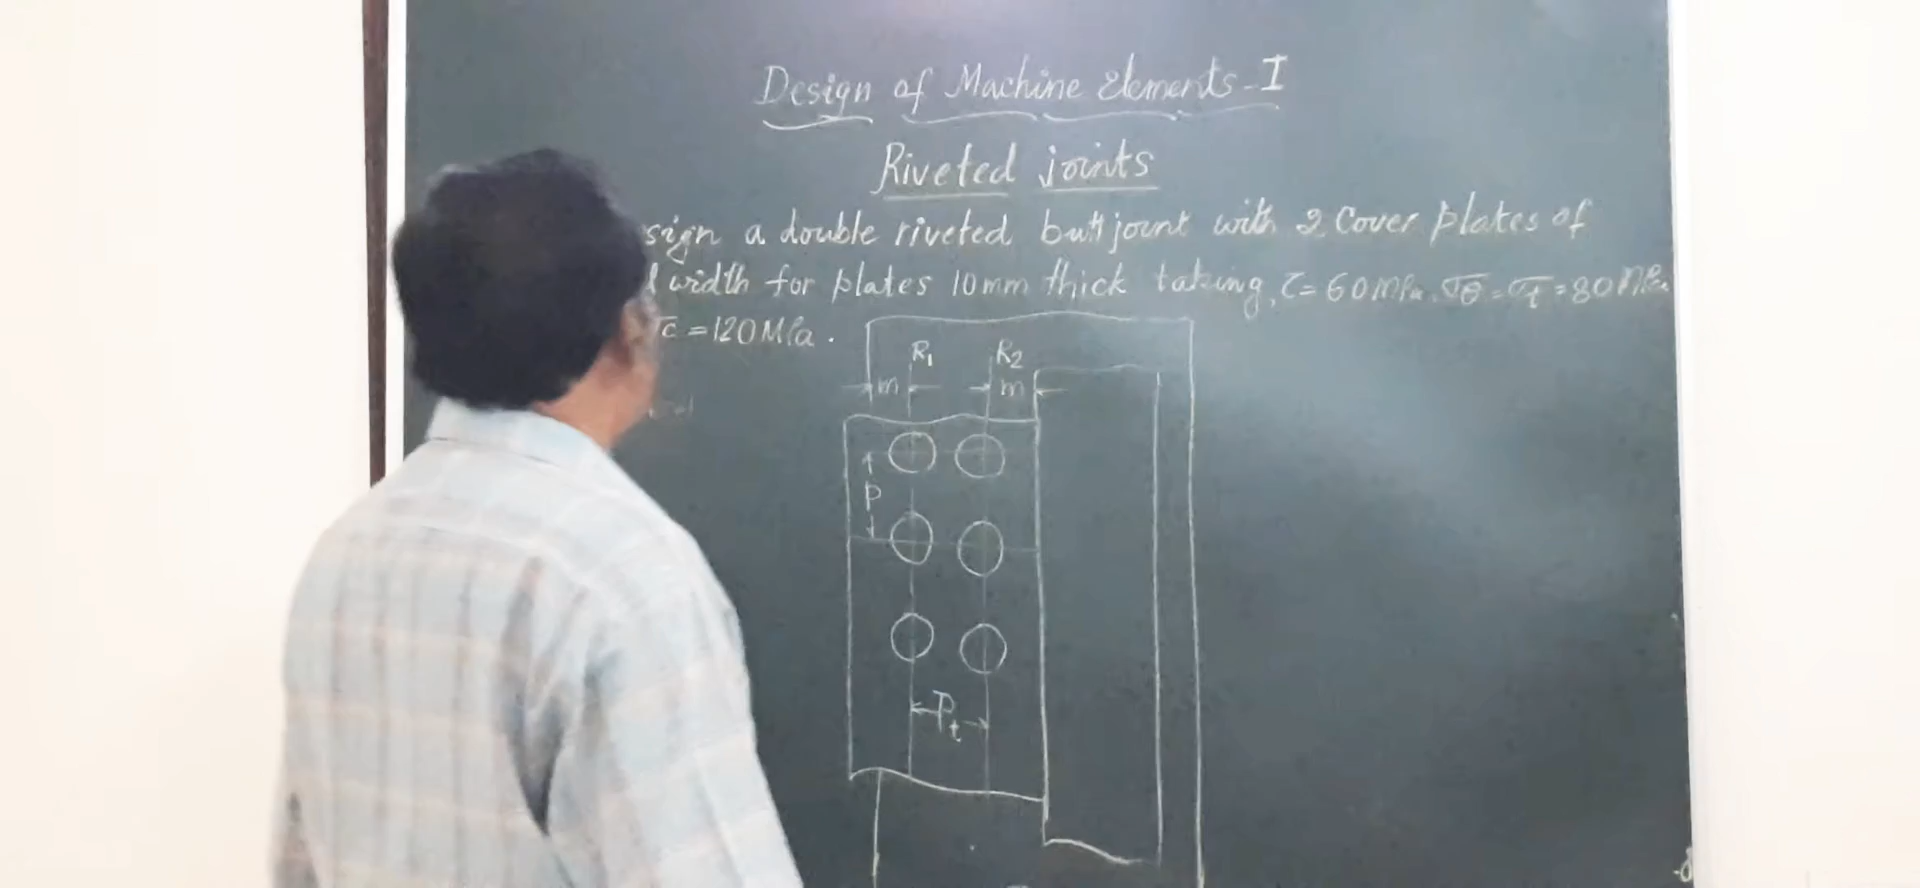 Design of Machine Elements-I
Riveted joints
sign a double riveted butt joint with 2 Cover plates of
width for plates 10mm thick taking, τ=60mPa. σθ=σt=80MPa
σc=120MPa.
R1 R2
m m
P
Pt